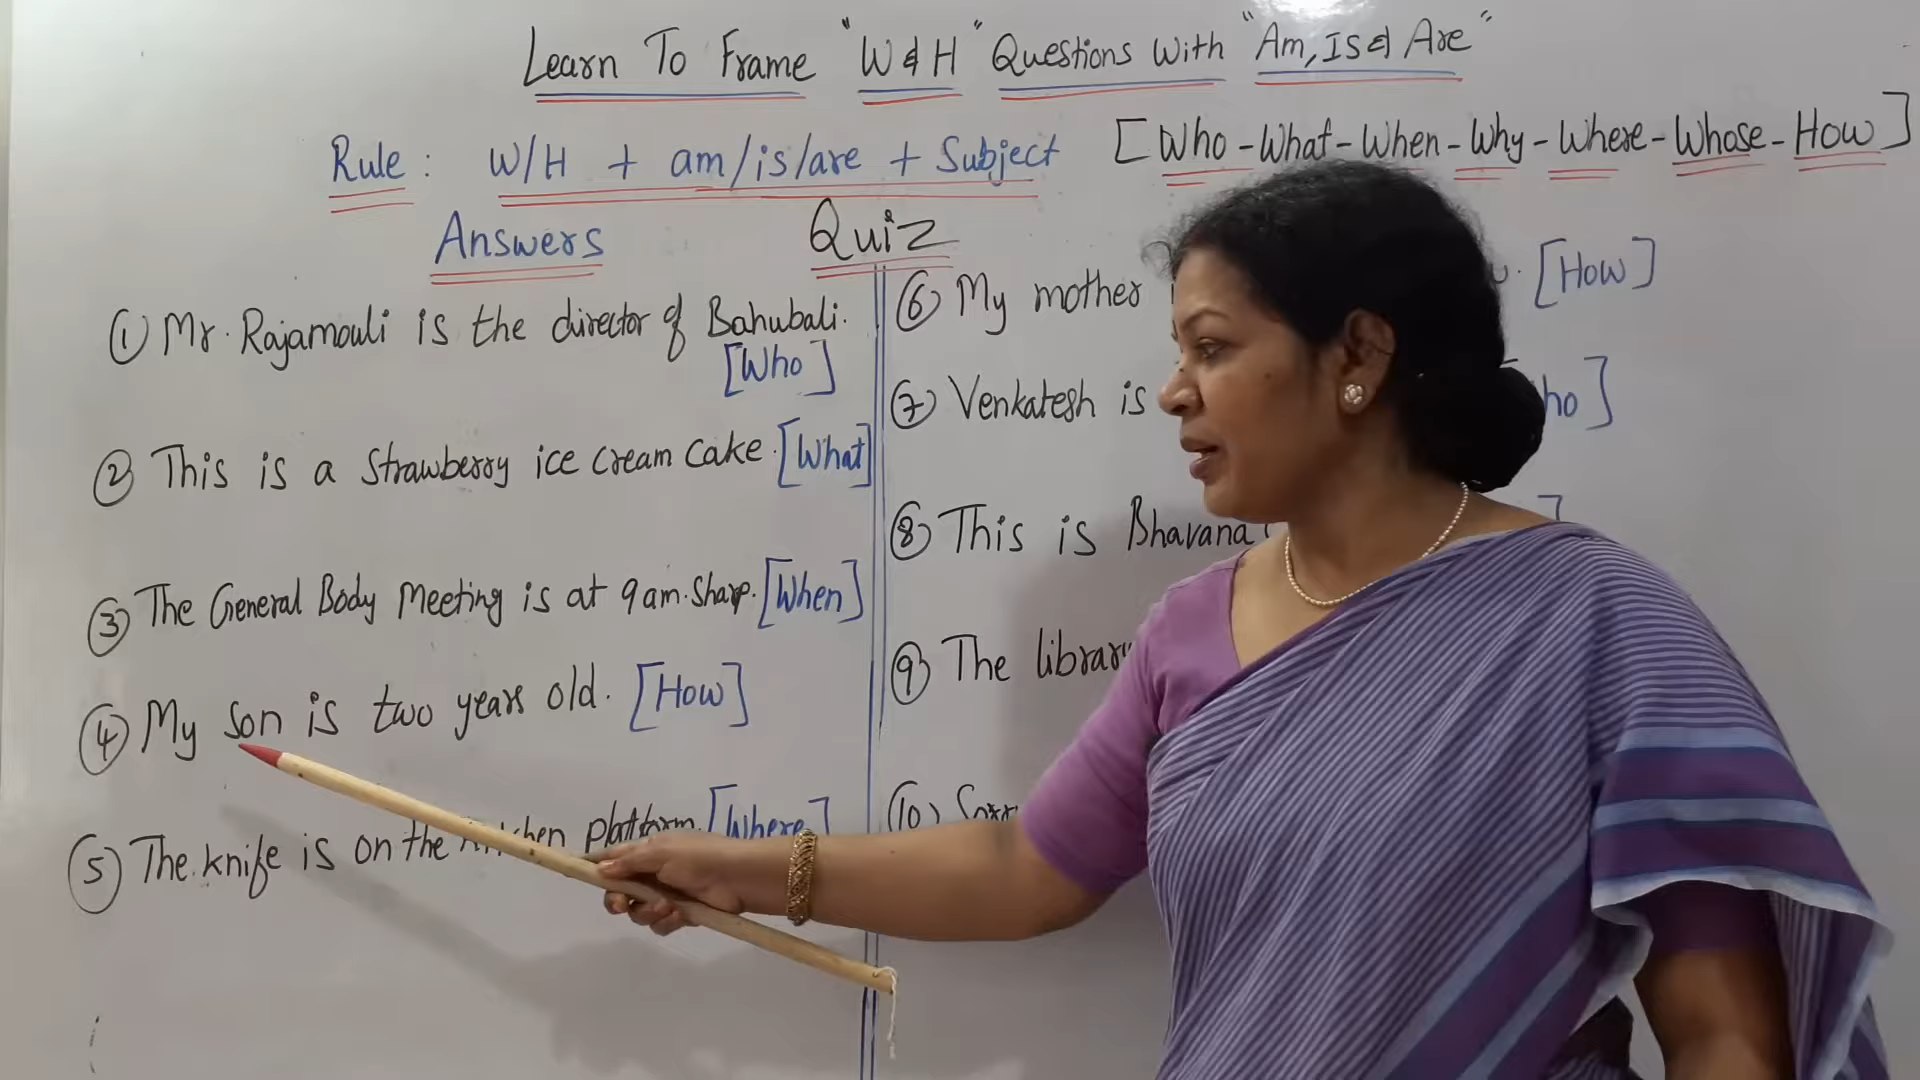 Learn To Frame "W & H" Questions With "Am, Is & Are"
Rule : W/H + am/is/are + Subject
[Who - What - When - Why - Where - Whose - How]
Answers
Quiz
① Mr. Rajamouli is the director of Bahubali.
[Who]
② This is a Strawberry ice cream cake. [What]
③ The General Body Meeting is at 9 am. Sharp. [When]
④ My son is two years old. [How]
⑤ The knife is on the kitchen platform. [Where]
⑥ My mother [How]
⑦ Venkatesh is ho]
⑧ This is Bhavana
⑨ The library
⑩